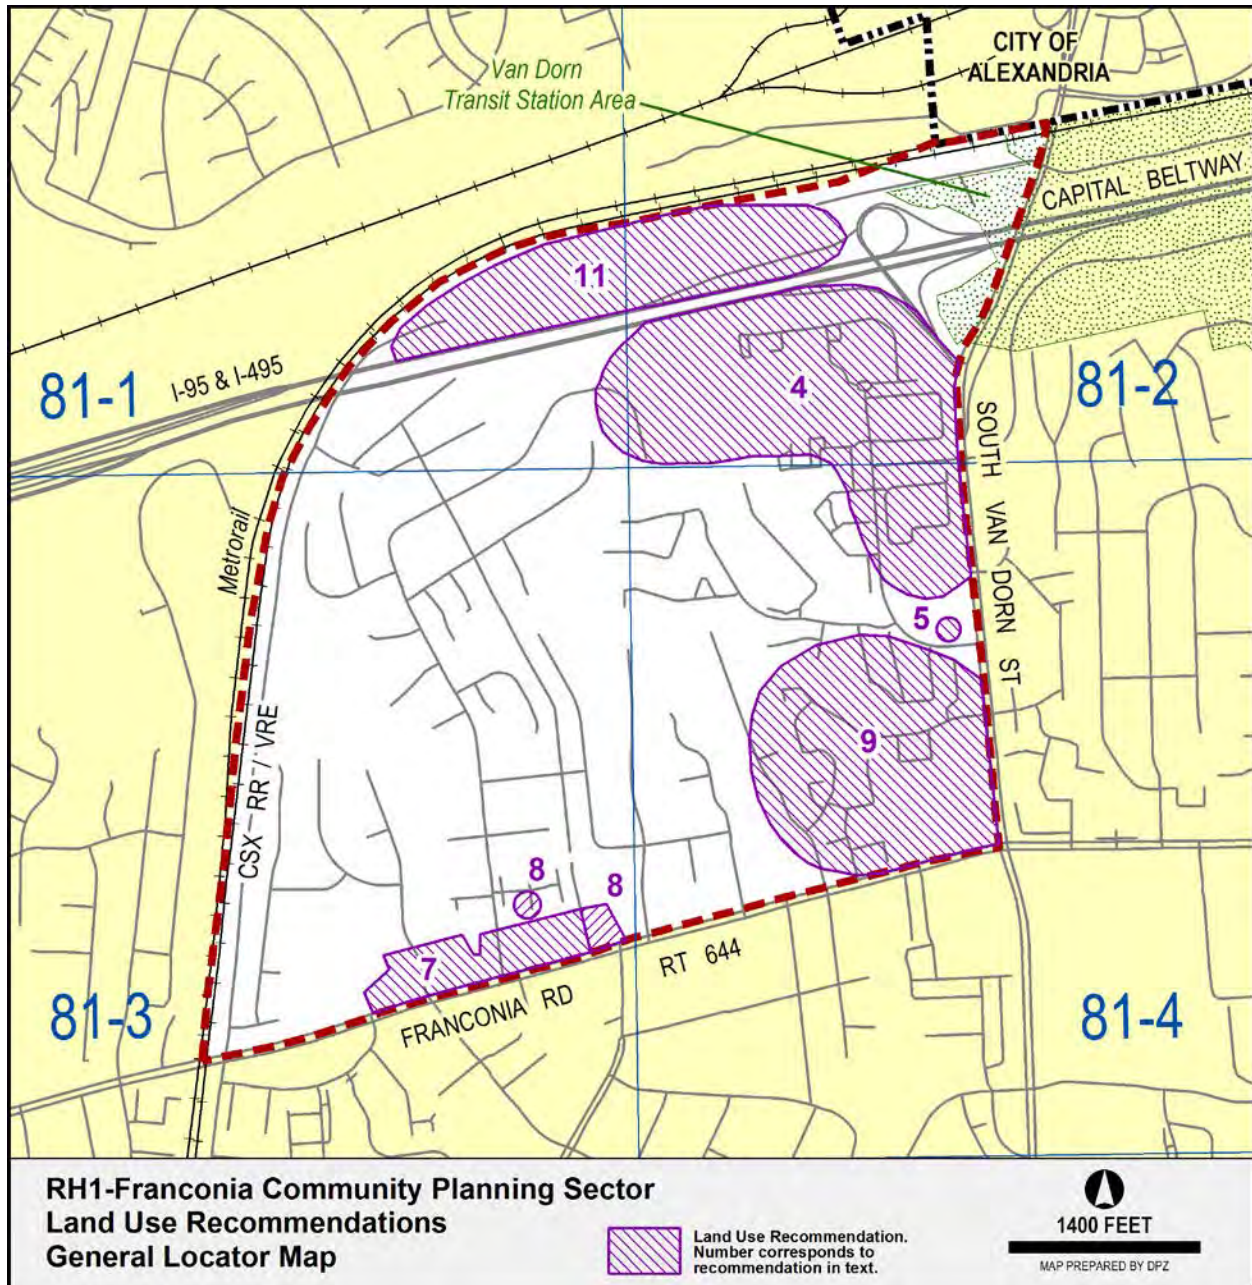 Van Dorn
Transit Station Area
CITY OF
ALEXANDRIA
CAPITAL BELTWAY
11
I-95 & I-495
81-1
4
81-2
SOUTH VAN DORN ST
Metrorail
5
9
CSX RR / VRE
8
8
7
RT 644
FRANCONIA RD
81-3
81-4
RH1-Franconia Community Planning Sector
Land Use Recommendations
General Locator Map
Land Use Recommendation.
Number corresponds to
recommendation in text.
1400 FEET
MAP PREPARED BY DPZ